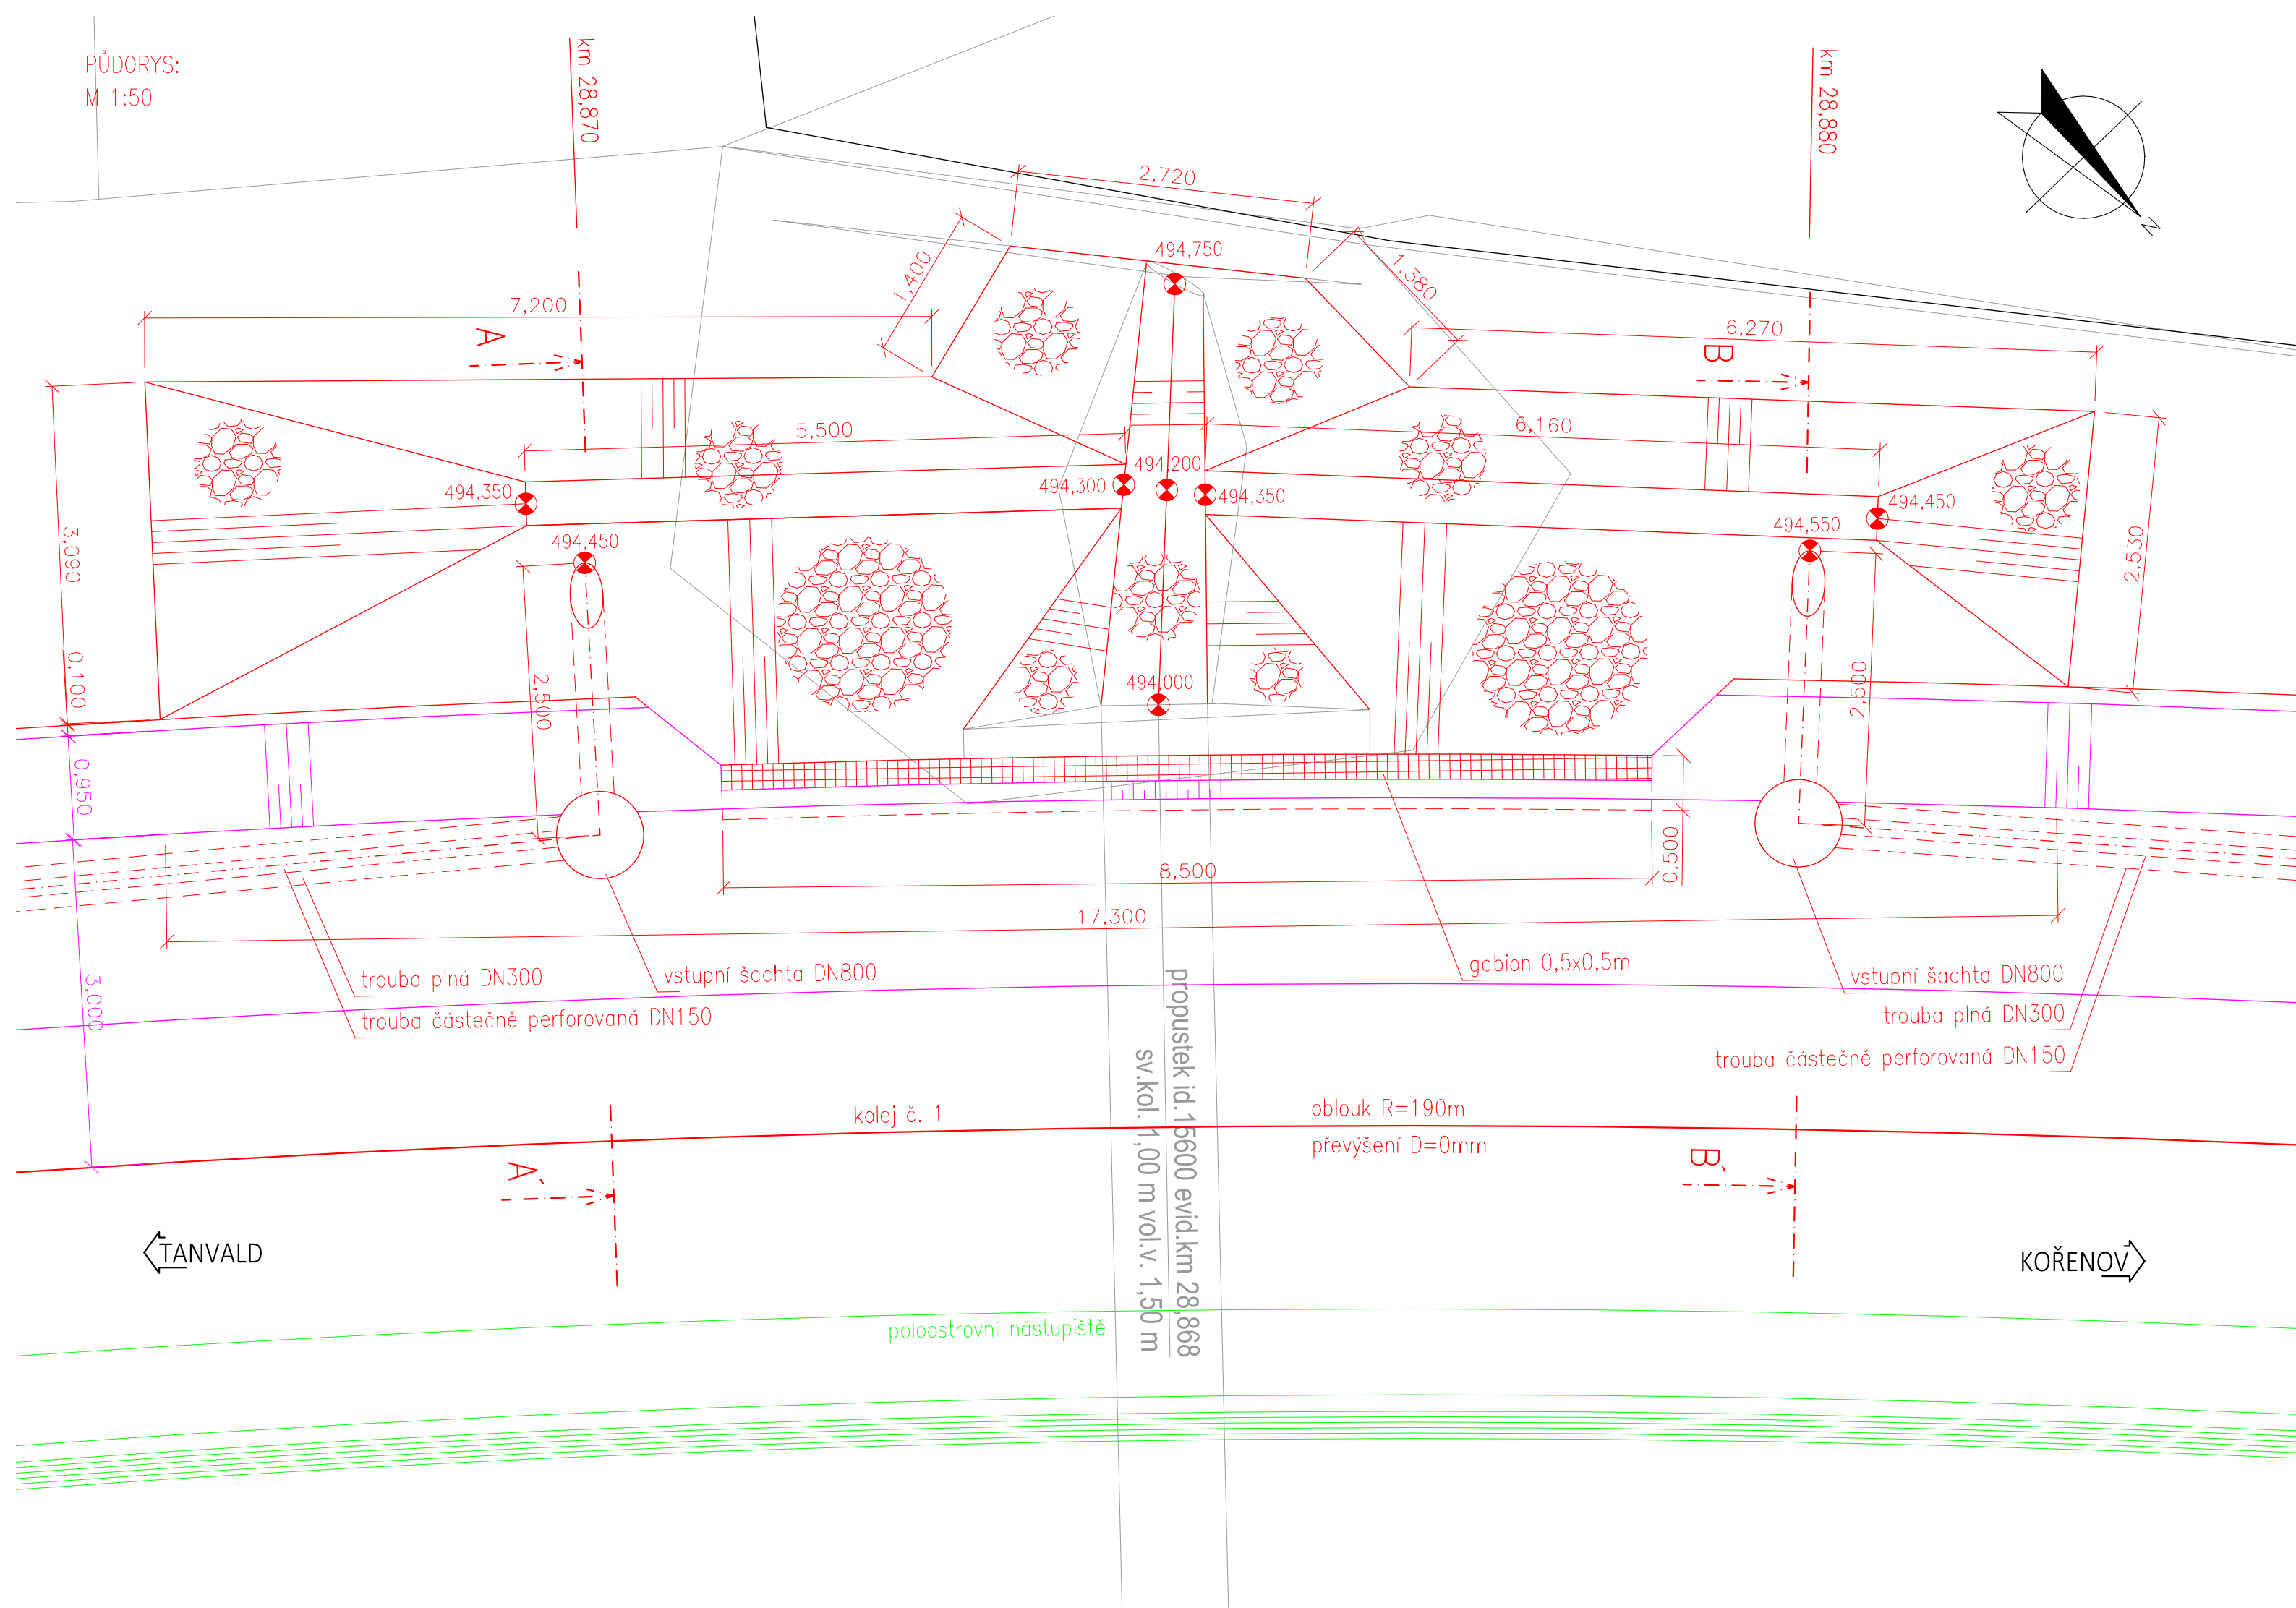 PŮDORYS:
M 1:50
km 28,870
km 28,880
N
2,720
494,750
1,400
1,380
7,200
6,270
A
B
5,500
6,160
494,200
494,350
494,300
494,350
494,450
494,450
494,550
3,090
2,530
0,100
2,500
494,000
2,500
0,950
8,500
0,500
17,300
trouba plná DN300
vstupní šachta DN800
gabion 0,5x0,5m
vstupní šachta DN800
3,000
trouba částečně perforovaná DN150
trouba plná DN300
trouba částečně perforovaná DN150
propustek id.15600 evid.km 28,868
sv.kol. 1,00 m vol.v. 1,50 m
kolej č. 1
oblouk R=190m
převýšení D=0mm
A´
B´
TANVALD
KOŘENOV
poloostrovní nástupiště